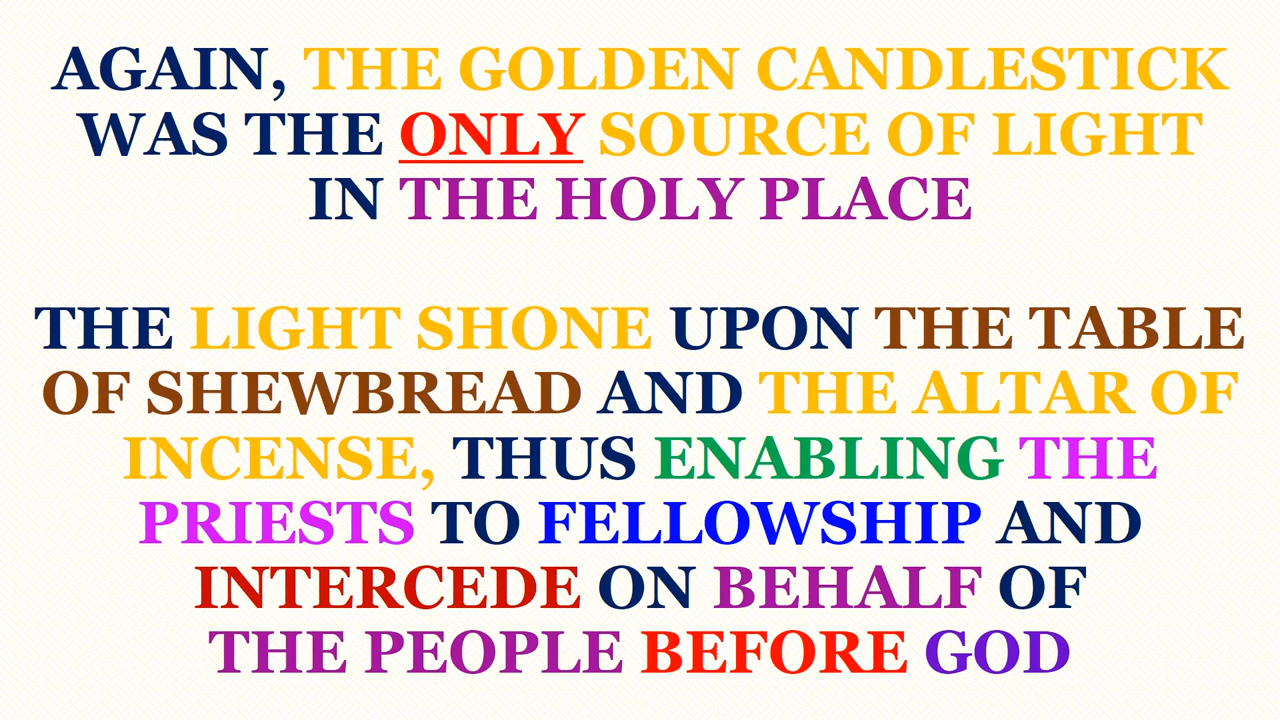 AGAIN, THE GOLDEN CANDLESTICK
WAS THE ONLY SOURCE OF LIGHT
IN THE HOLY PLACE
THE LIGHT SHONE UPON THE TABLE
OF SHEWBREAD AND THE ALTAR OF
INCENSE, THUS ENABLING THE
PRIESTS TO FELLOWSHIP AND
INTERCEDE ON BEHALF OF
THE PEOPLE BEFORE GOD